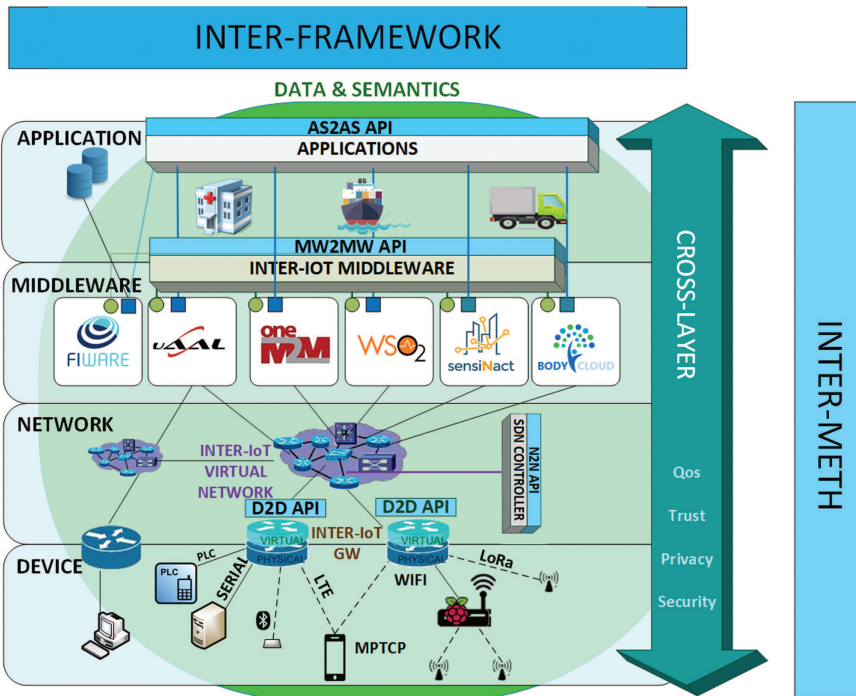 INTER-FRAMEWORK
DATA & SEMANTICS
APPLICATION
AS2AS API
APPLICATIONS
MW2MW API
INTER-IOT MIDDLEWARE
MIDDLEWARE
FIWARE
uAAL
one
M2M
WSO2
sensiNact
BODY CLOUD
NETWORK
INTER-IoT
VIRTUAL
NETWORK
N2N API
SDN CONTROLLER
D2D API
D2D API
VIRTUAL
PHYSICAL
INTER-IoT
GW
VIRTUAL
PHYSICAL
DEVICE
PLC
PLC
SERIAL
LTE
WIFI
LoRa
MPTCP
CROSS-LAYER
Qos
Trust
Privacy
Security
INTER-METH